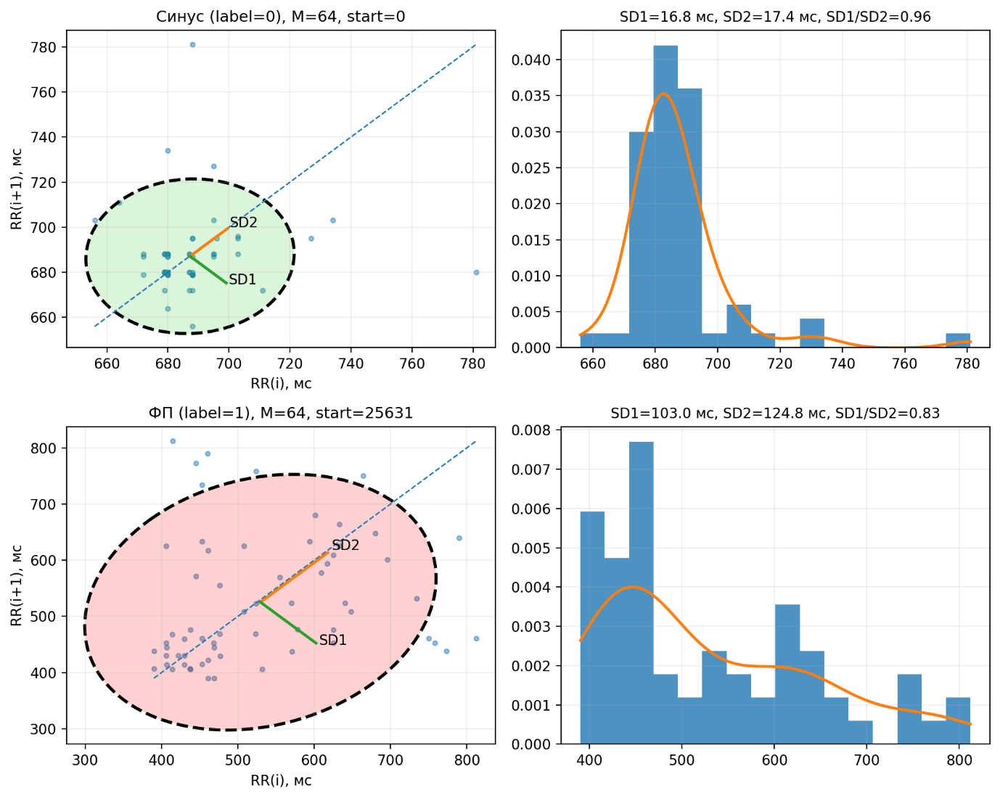 Синус (label=0), M=64, start=0
780
760
740
720
700
680
660
RR(i+1), мс
SD2
SD1
660 680 700 720 740 760 780
RR(i), мс
SD1=16.8 мс, SD2=17.4 мс, SD1/SD2=0.96
0.040
0.035
0.030
0.025
0.020
0.015
0.010
0.005
0.000
660 680 700 720 740 760 780
ФП (label=1), M=64, start=25631
800
700
600
500
400
300
RR(i+1), мс
SD2
SD1
300 400 500 600 700 800
RR(i), мс
SD1=103.0 мс, SD2=124.8 мс, SD1/SD2=0.83
0.008
0.007
0.006
0.005
0.004
0.003
0.002
0.001
0.000
400 500 600 700 800